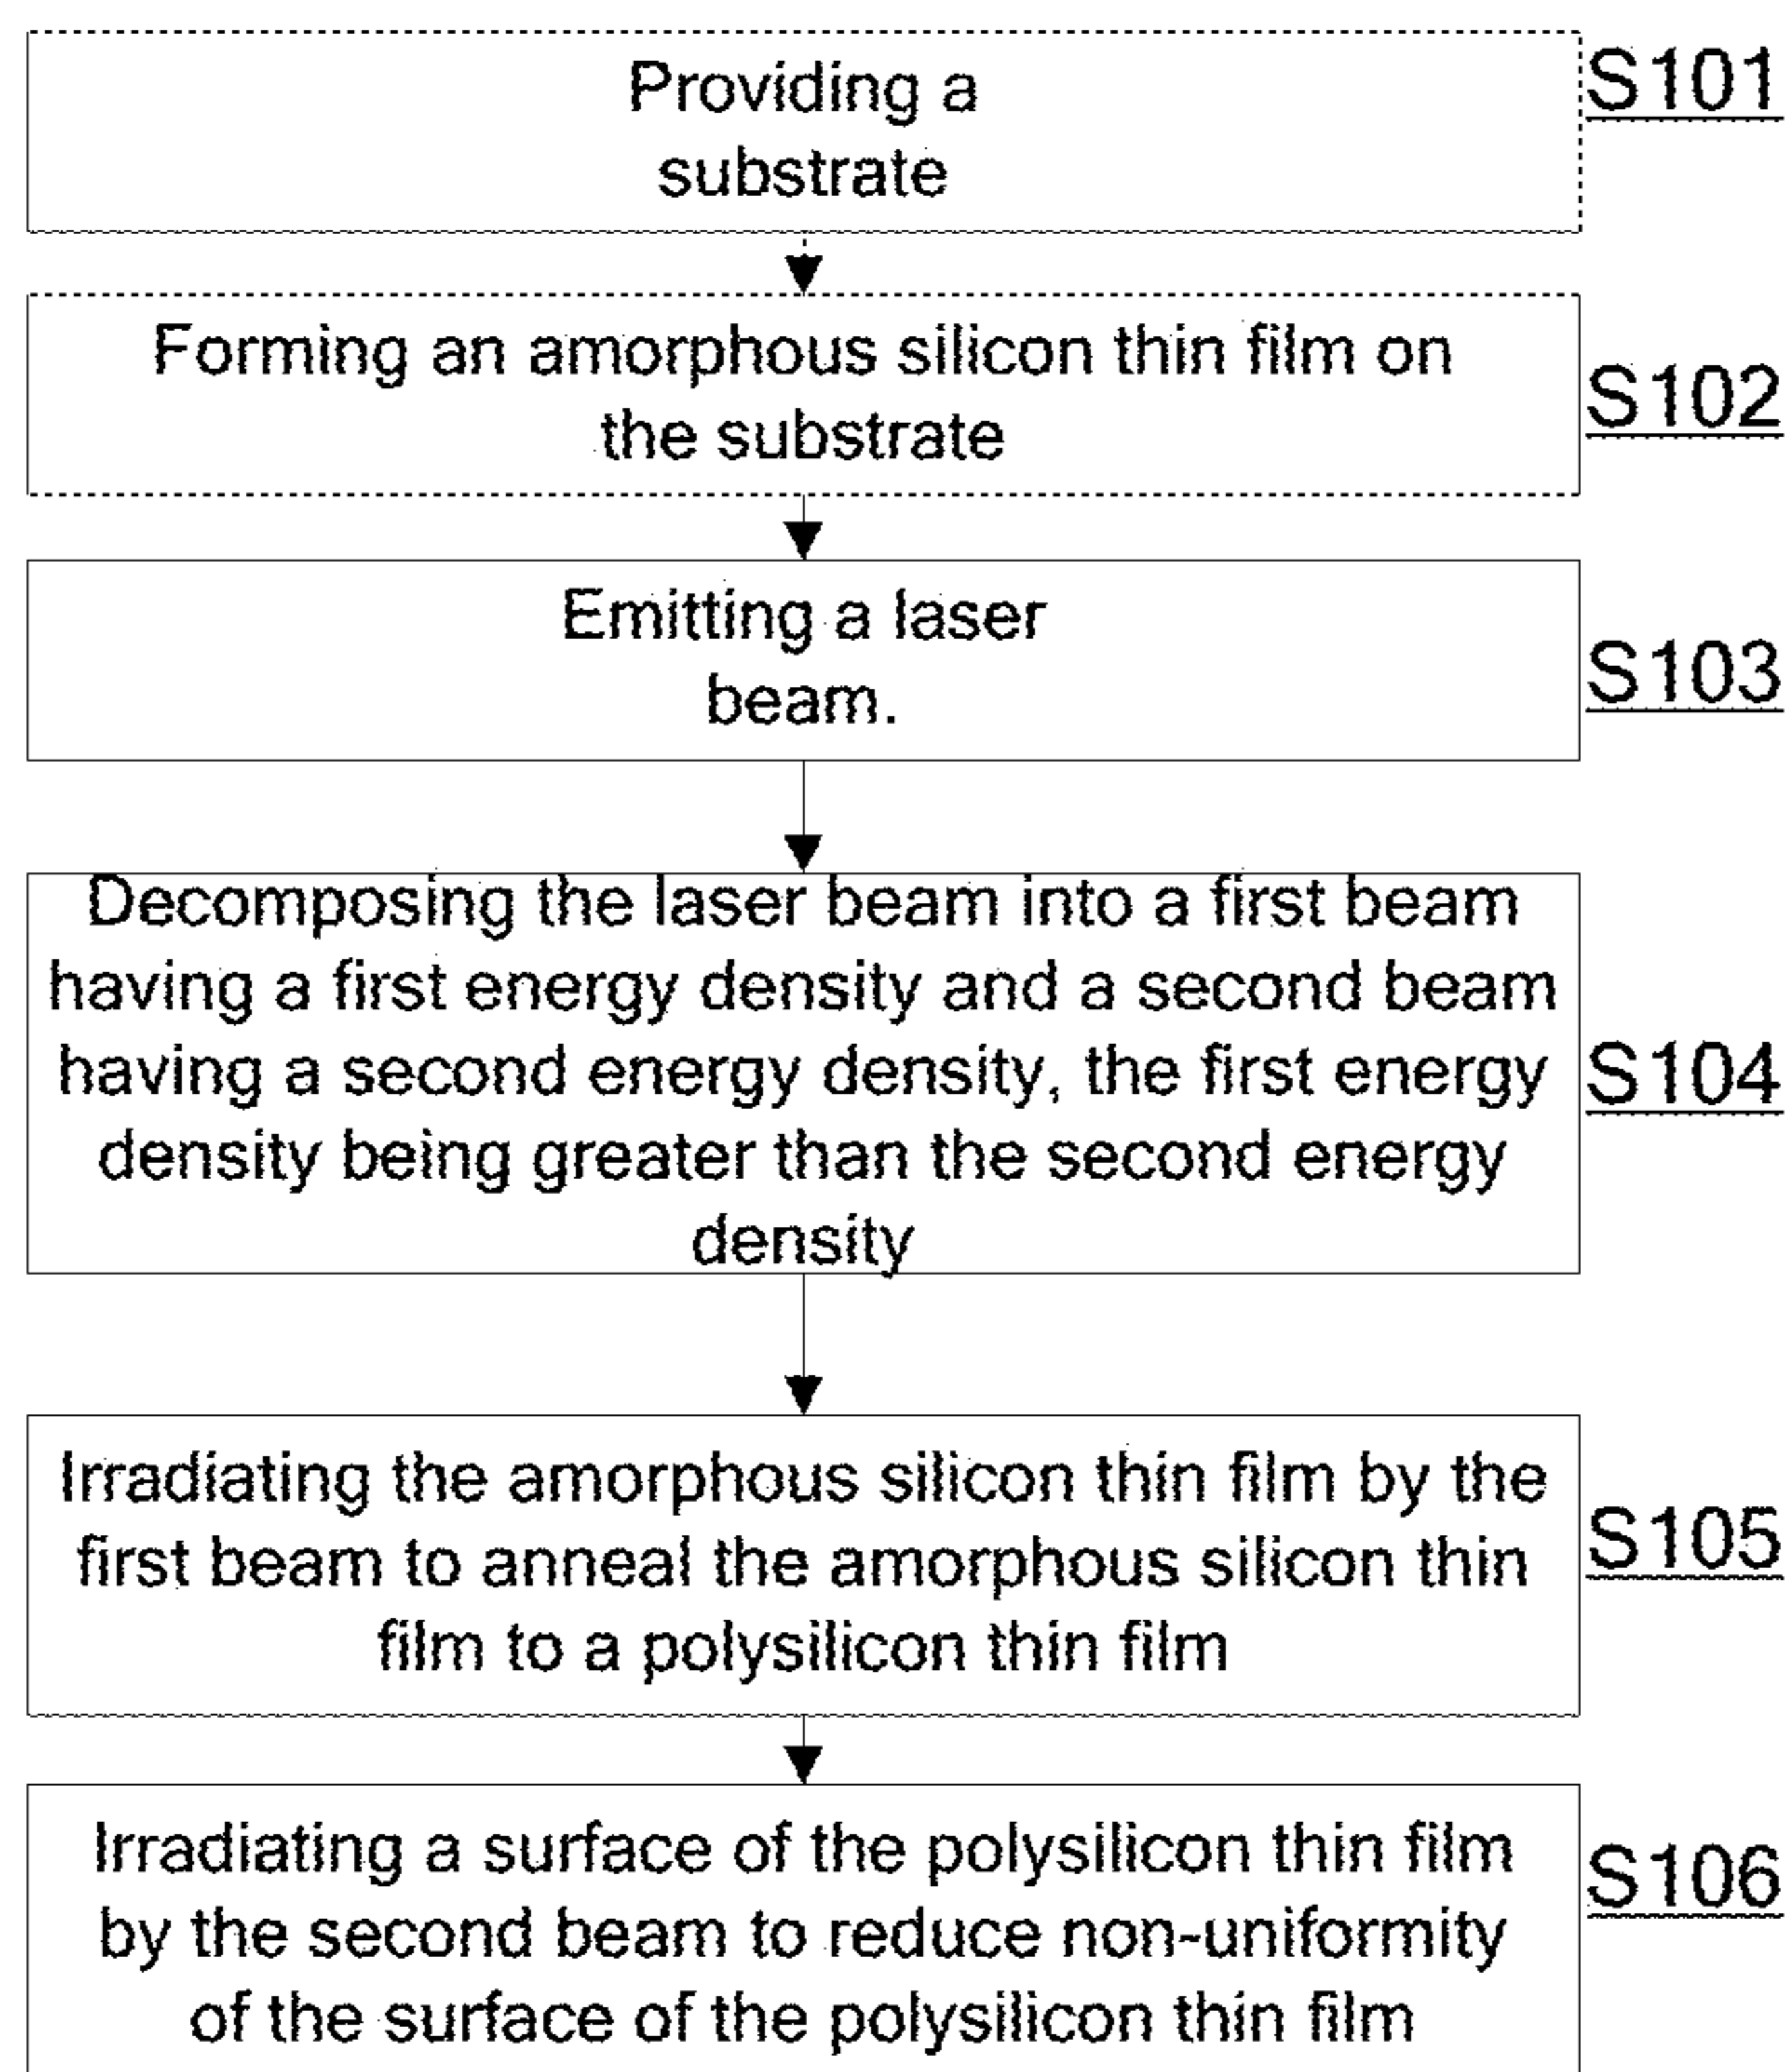 Providing a
substrate
S101
Forming an amorphous silicon thin film on
the substrate
S102
Emitting a laser
beam.
S103
Decomposing the laser beam into a first beam
having a first energy density and a second beam
having a second energy density, the first energy
density being greater than the second energy
density
S104
Irradiating the amorphous silicon thin film by the
first beam to anneal the amorphous silicon thin
film to a polysilicon thin film
S105
Irradiating a surface of the polysilicon thin film
by the second beam to reduce non-uniformity
of the surface of the polysilicon thin film
S106